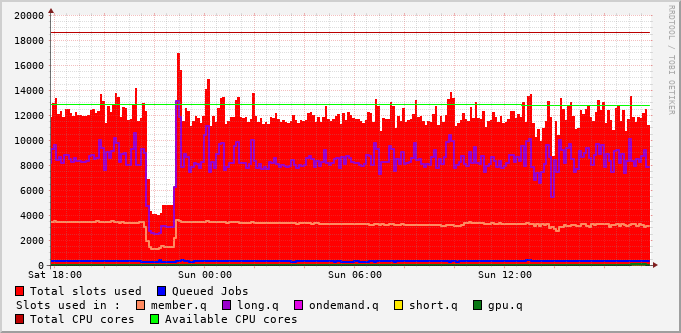 20000
18000
16000
14000
12000
10000
8000
6000
4000
2000
0
Sat 18:00 Sun 00:00 Sun 06:00 Sun 12:00
RRDTOOL / TOBI OETIKER
Total slots used Queued Jobs
Slots used in : member.q long.q ondemand.q short.q gpu.q
Total CPU cores Available CPU cores